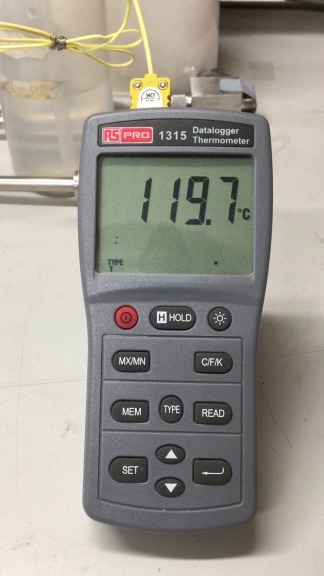 RS PRO 1315 Datalogger Thermometer
119.7 °C
:
TYPE
T
H HOLD
MX/MN C/F/K
MEM TYPE READ
SET